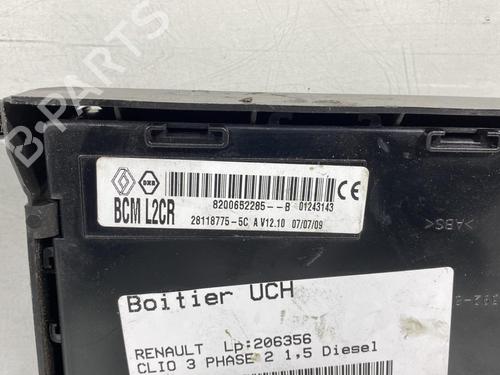 B-PARTS
BCM L2CR
8200652285--B 01243143
28118775-5C A V12.10 07/07/09
CE
>ABS<
Boitier UCH
RENAULT Lp:206356
CLIO 3 PHASE 2 1,5 Diesel